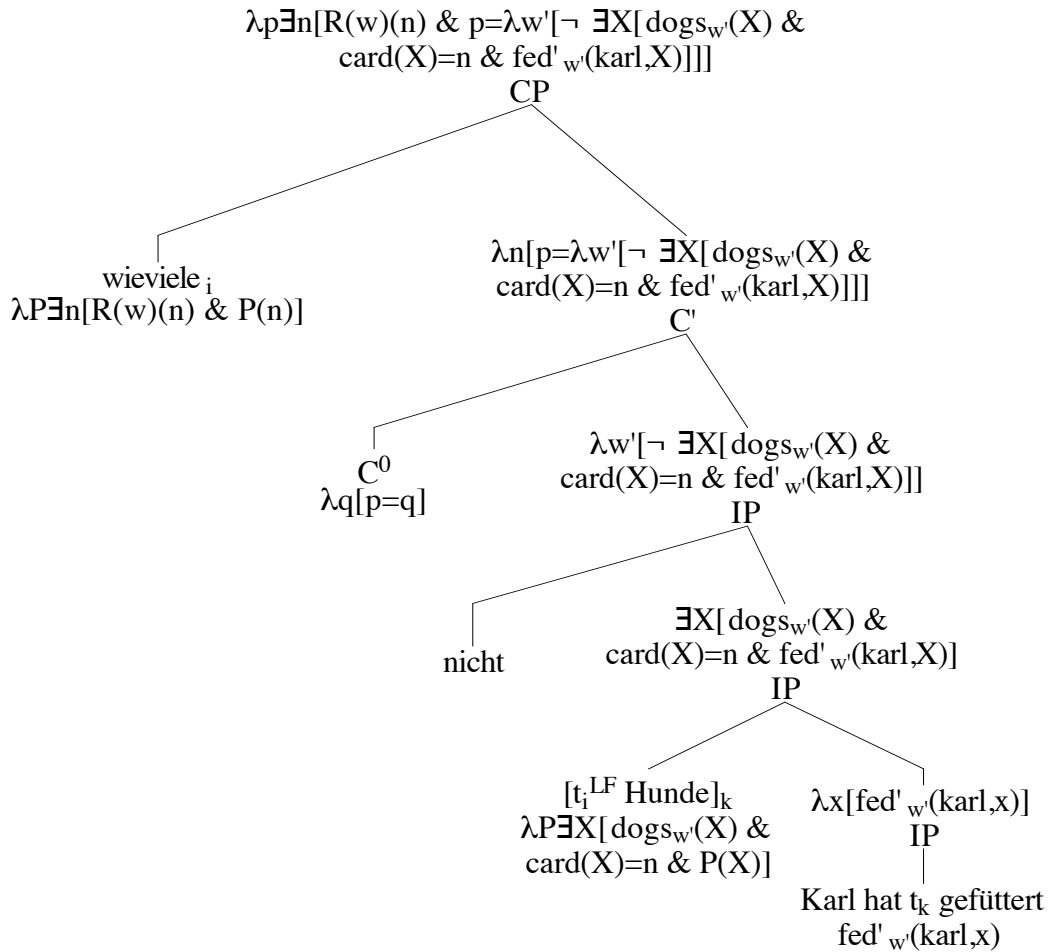 λp∃n[R(w)(n) & p=λw'[¬ ∃X[dogsw'(X) &
card(X)=n & fed'w'(karl,X)]]]
CP
wievielei
λP∃n[R(w)(n) & P(n)]
λn[p=λw'[¬ ∃X[dogsw'(X) &
card(X)=n & fed'w'(karl,X)]]]
C'
C0
λq[p=q]
λw'[¬ ∃X[dogsw'(X) &
card(X)=n & fed'w'(karl,X)]]
IP
nicht
∃X[dogsw'(X) &
card(X)=n & fed'w'(karl,X)]
IP
[tiLF Hunde]k
λP∃X[dogsw'(X) &
card(X)=n & P(X)]
λx[fed'w'(karl,x)]
IP
Karl hat tk gefüttert
fed'w'(karl,x)